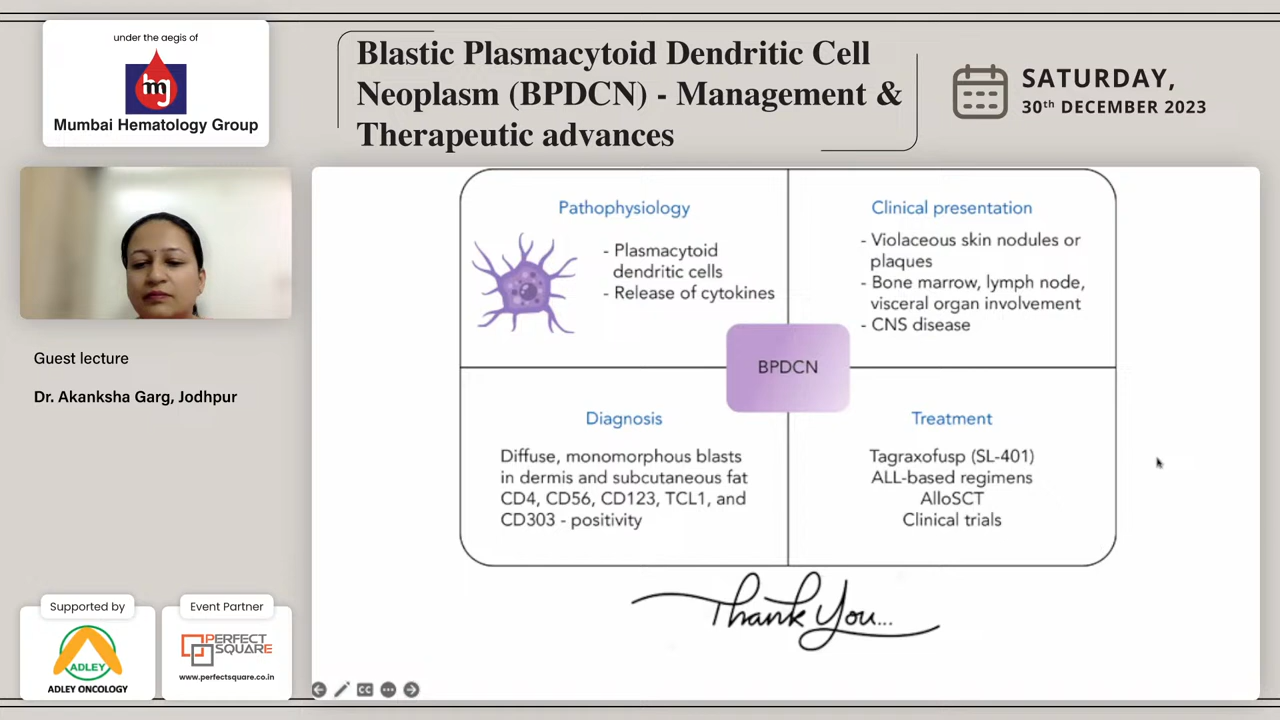 under the aegis of
hg
Mumbai Hematology Group
Blastic Plasmacytoid Dendritic Cell
Neoplasm (BPDCN) - Management &
Therapeutic advances
SATURDAY,
30th DECEMBER 2023
Guest lecture
Dr. Akanksha Garg, Jodhpur
Pathophysiology
- Plasmacytoid
dendritic cells
- Release of cytokines
Clinical presentation
- Violaceous skin nodules or
plaques
- Bone marrow, lymph node,
visceral organ involvement
- CNS disease
BPDCN
Diagnosis
Diffuse, monomorphous blasts
in dermis and subcutaneous fat
CD4, CD56, CD123, TCL1, and
CD303 - positivity
Treatment
Tagraxofusp (SL-401)
ALL-based regimens
AlloSCT
Clinical trials
Thank You...
Supported by
ADLEY
ADLEY ONCOLOGY
Event Partner
PERFECT
SQUARE
www.perfectsquare.co.in
CC